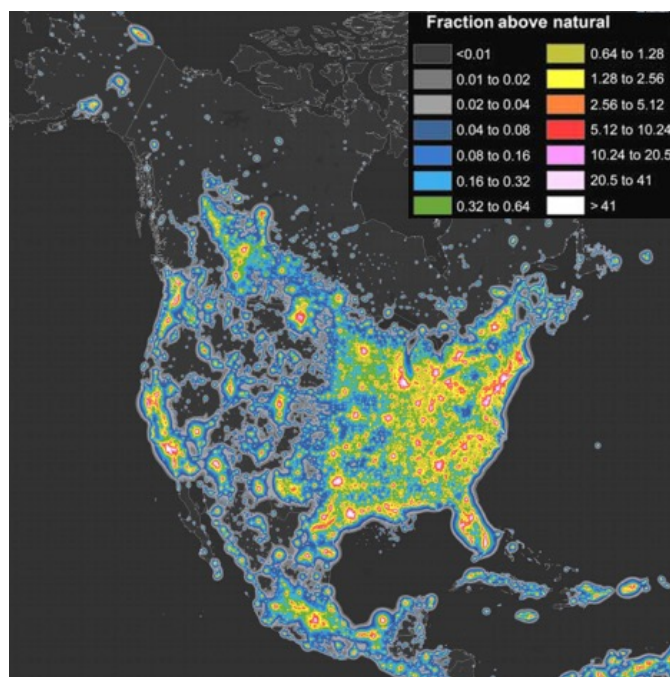 Fraction above natural
<0.01
0.01 to 0.02
0.02 to 0.04
0.04 to 0.08
0.08 to 0.16
0.16 to 0.32
0.32 to 0.64
0.64 to 1.28
1.28 to 2.56
2.56 to 5.12
5.12 to 10.24
10.24 to 20.5
20.5 to 41
> 41